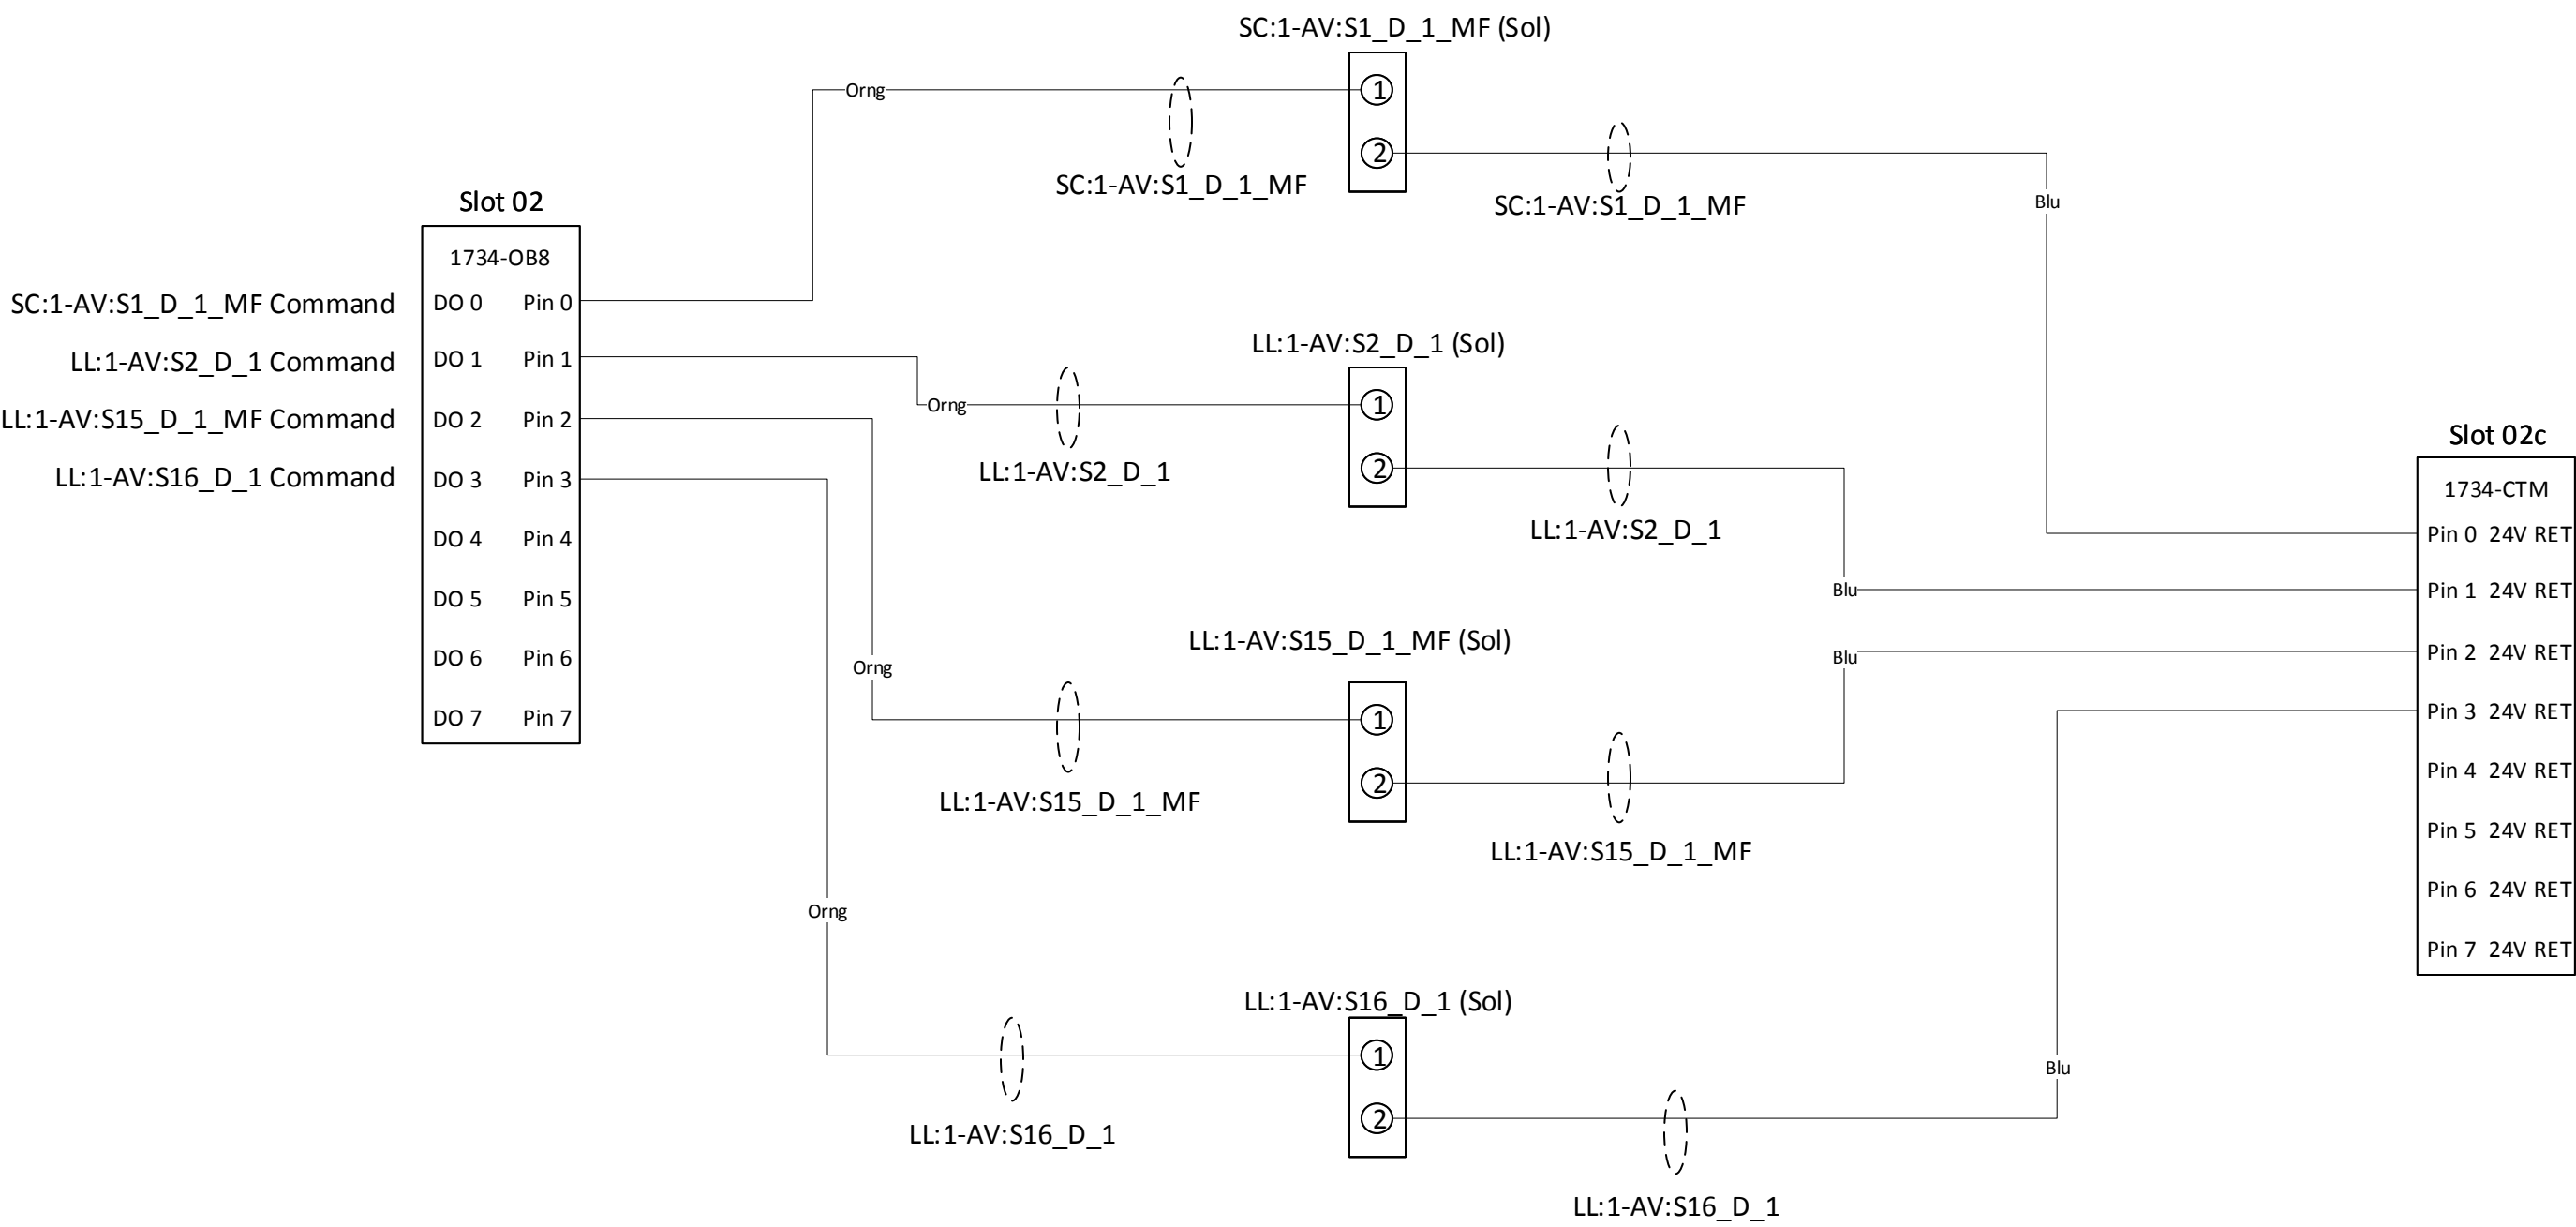 SC:1-AV:S1_D_1_MF (Sol)
Orng
1
2
SC:1-AV:S1_D_1_MF
SC:1-AV:S1_D_1_MF
Blu
Slot 02
1734-OB8
SC:1-AV:S1_D_1_MF Command
DO 0 Pin 0
LL:1-AV:S2_D_1 Command
DO 1 Pin 1
LL:1-AV:S15_D_1_MF Command
DO 2 Pin 2
LL:1-AV:S16_D_1 Command
DO 3 Pin 3
DO 4 Pin 4
DO 5 Pin 5
DO 6 Pin 6
DO 7 Pin 7
LL:1-AV:S2_D_1 (Sol)
Orng
1
2
LL:1-AV:S2_D_1
LL:1-AV:S2_D_1
Blu
LL:1-AV:S15_D_1_MF (Sol)
Orng
1
2
LL:1-AV:S15_D_1_MF
LL:1-AV:S15_D_1_MF
Blu
Orng
LL:1-AV:S16_D_1 (Sol)
1
2
LL:1-AV:S16_D_1
LL:1-AV:S16_D_1
Blu
Slot 02c
1734-CTM
Pin 0 24V RET
Pin 1 24V RET
Pin 2 24V RET
Pin 3 24V RET
Pin 4 24V RET
Pin 5 24V RET
Pin 6 24V RET
Pin 7 24V RET